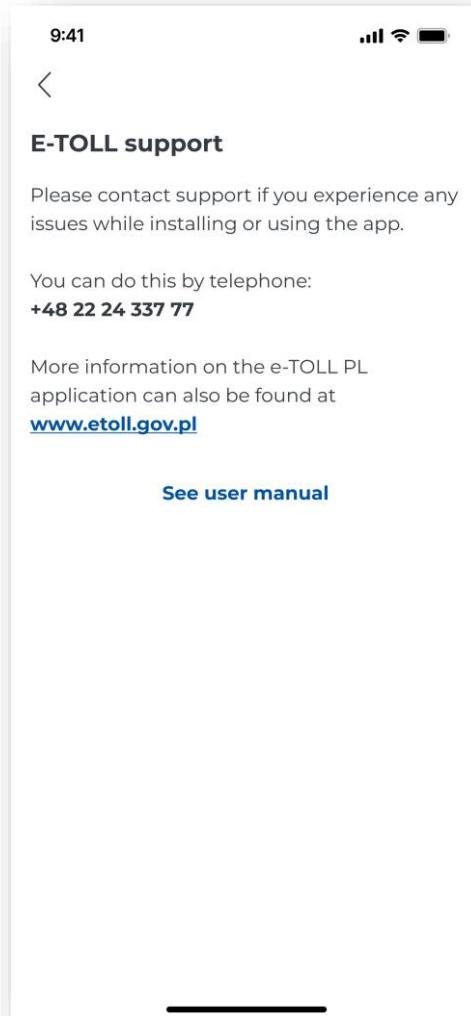 9:41
E-TOLL support
Please contact support if you experience any
issues while installing or using the app.
You can do this by telephone:
+48 22 24 337 77
More information on the e-TOLL PL
application can also be found at
www.etoll.gov.pl
See user manual